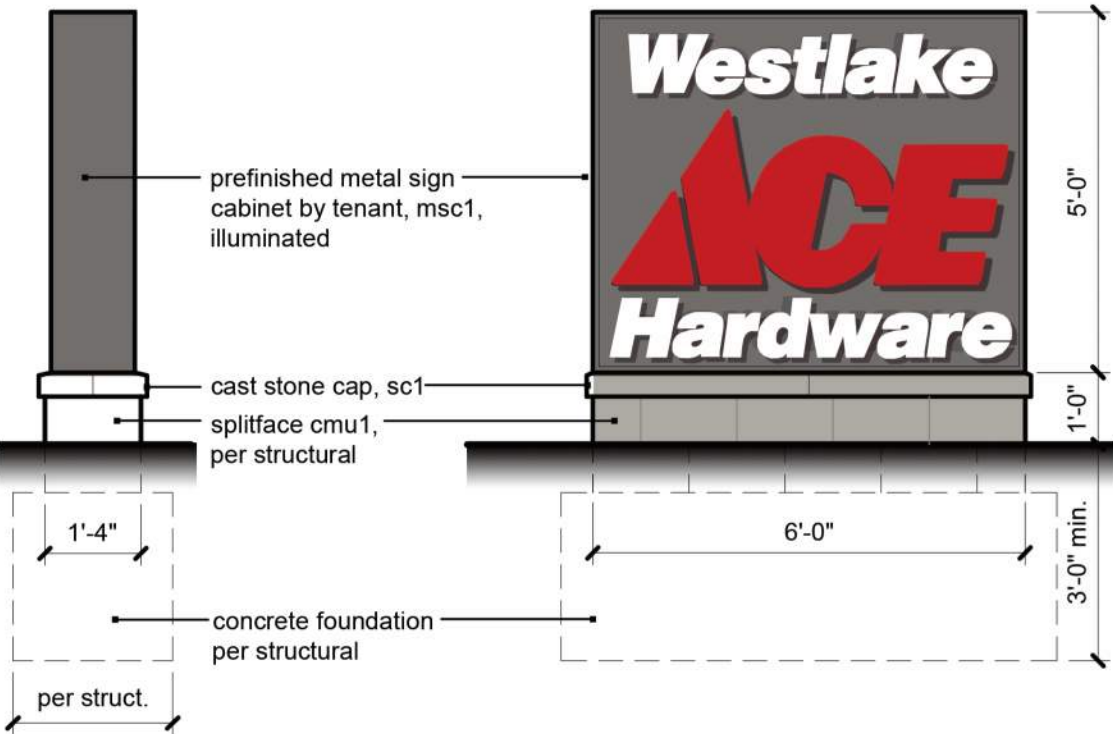 Westlake
ACE
Hardware
prefinished metal sign
cabinet by tenant, msc1,
illuminated
5'-0"
cast stone cap, sc1
splitface cmu1,
per structural
1'-0"
1'-4"
6'-0"
3'-0" min.
concrete foundation
per structural
per struct.